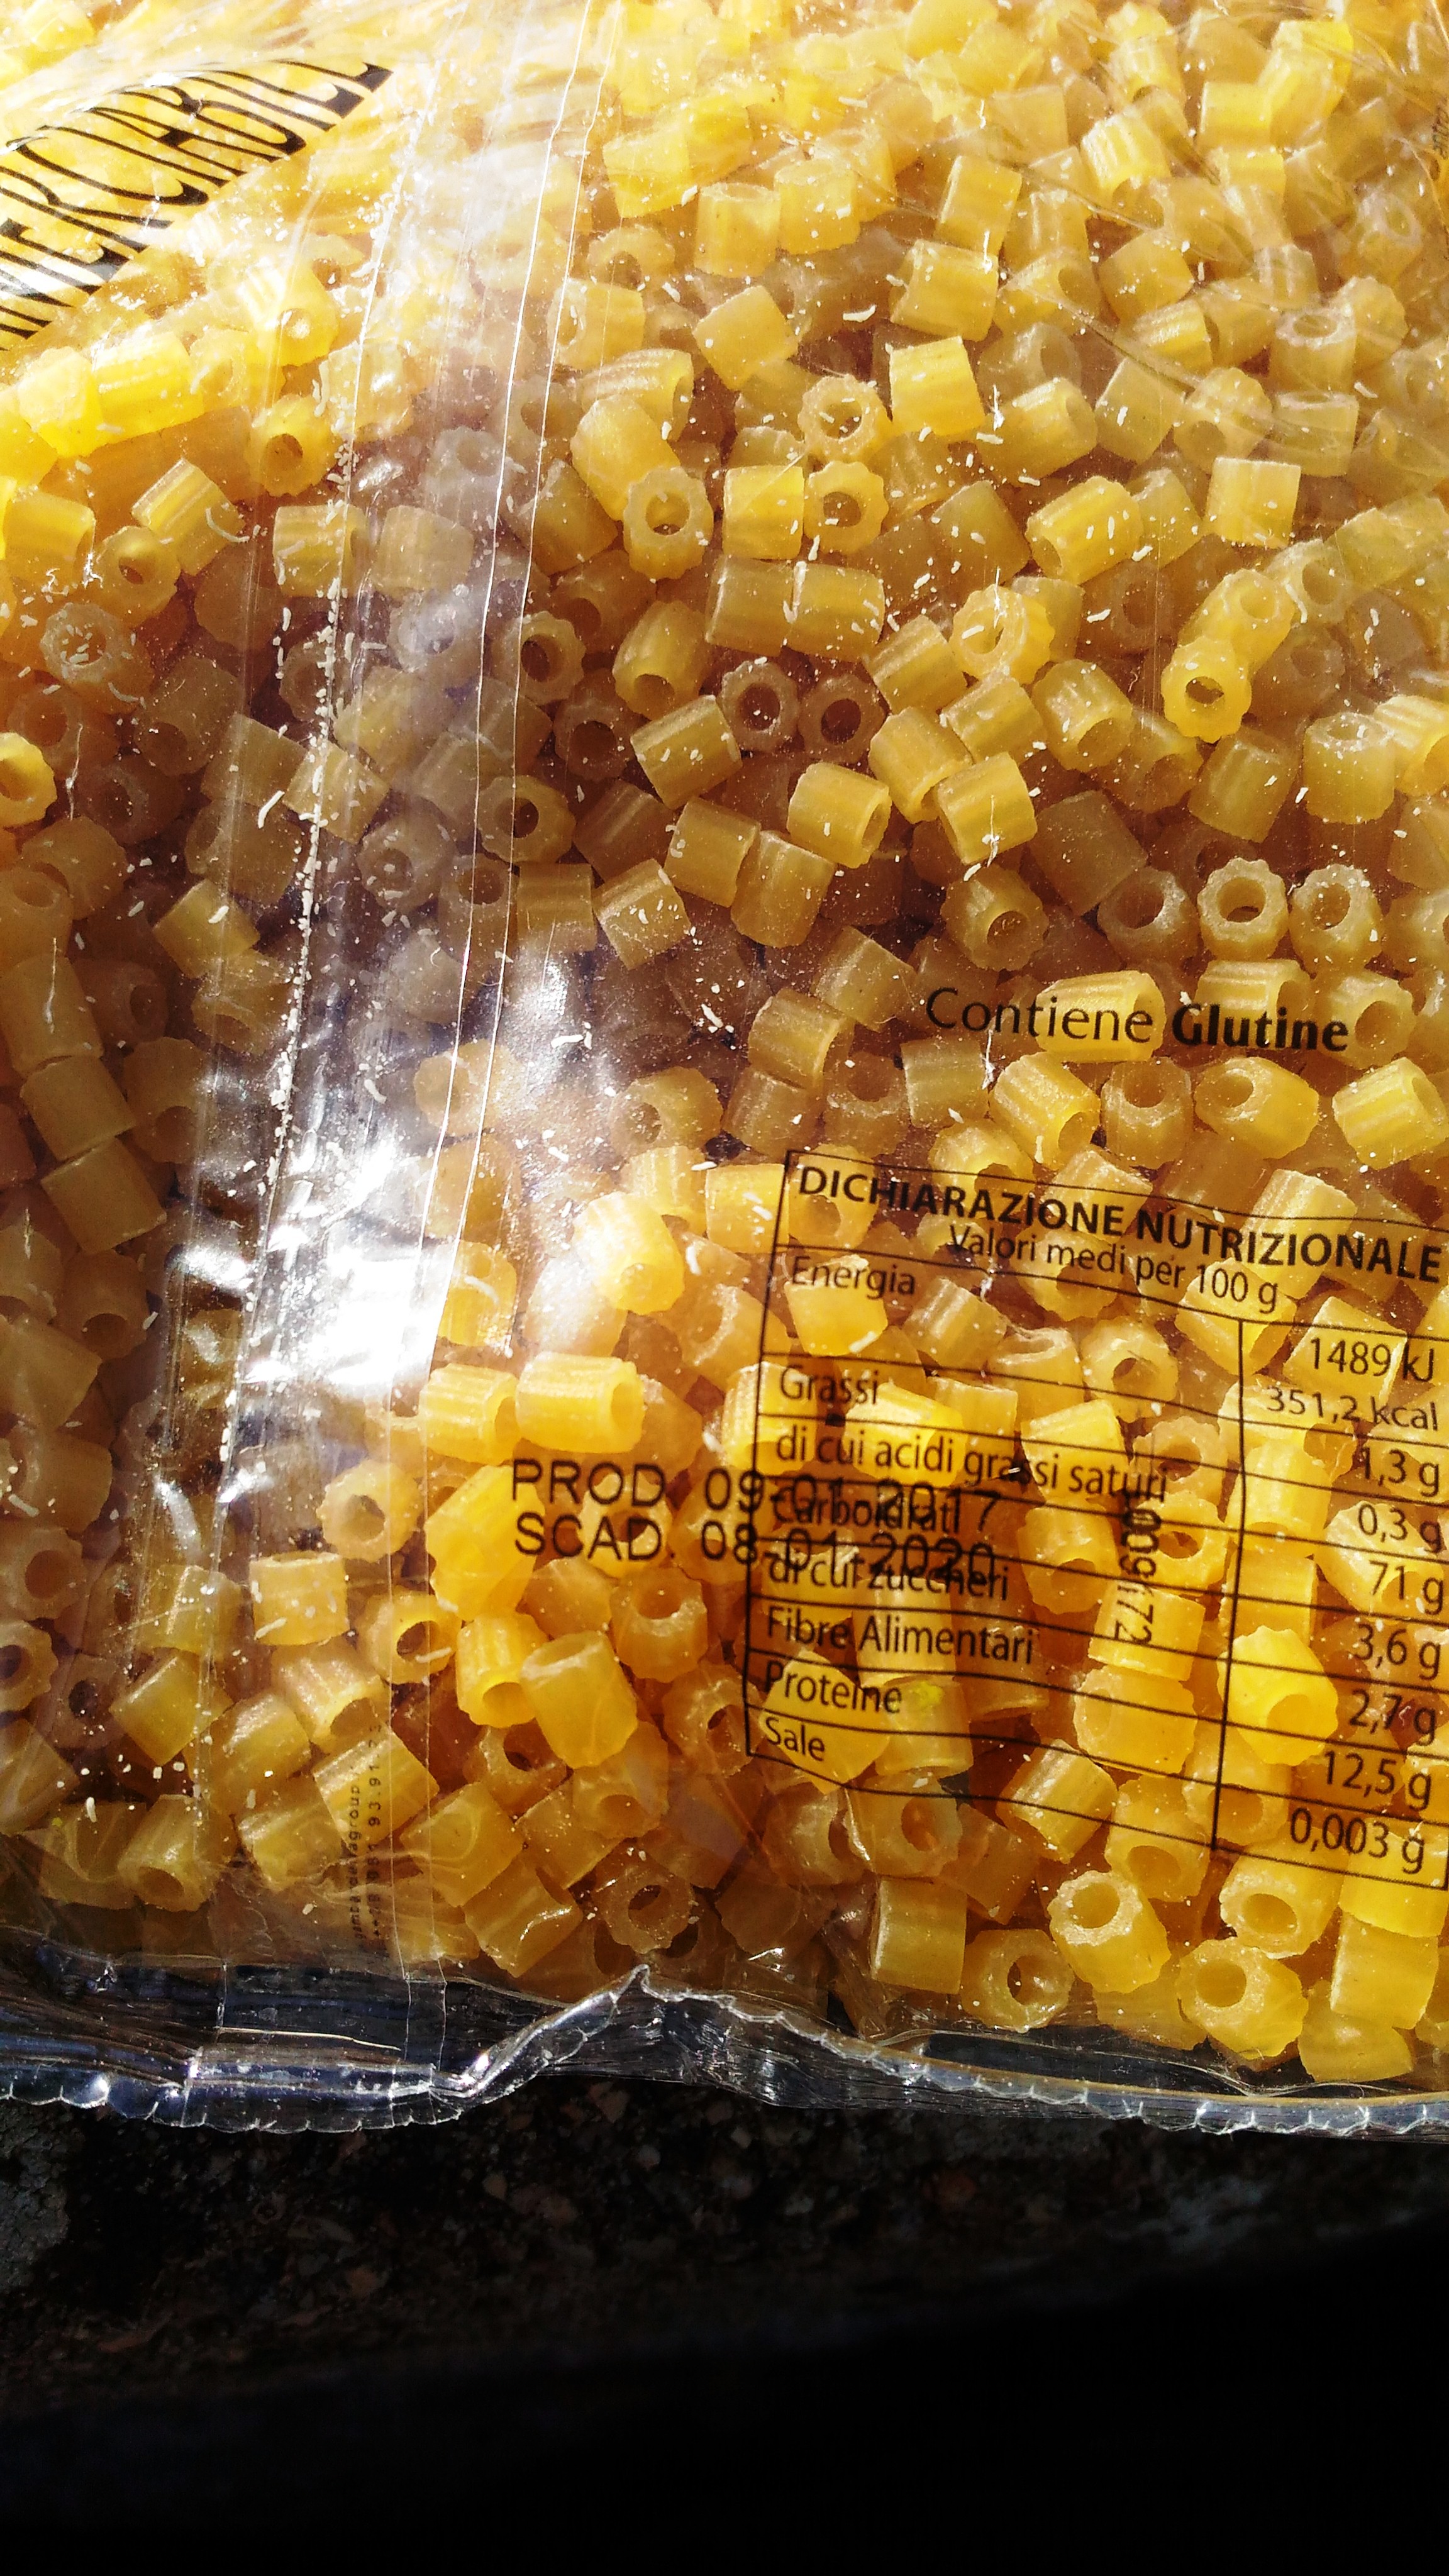 Contiene Glutine
DICHIARAZIONE NUTRIZIONALE
Valori medi per 100 g
Energia 1489 kJ
351,2 kcal
Grassi 1,3 g
di cui acidi grassi saturi 0,3 g
Carboidrati 71 g
di cui zuccheri 3,6 g
Fibre Alimentari 2,7 g
Proteine 12,5 g
Sale 0,003 g
PROD 09-01-2017
SCAD 08-01-2020